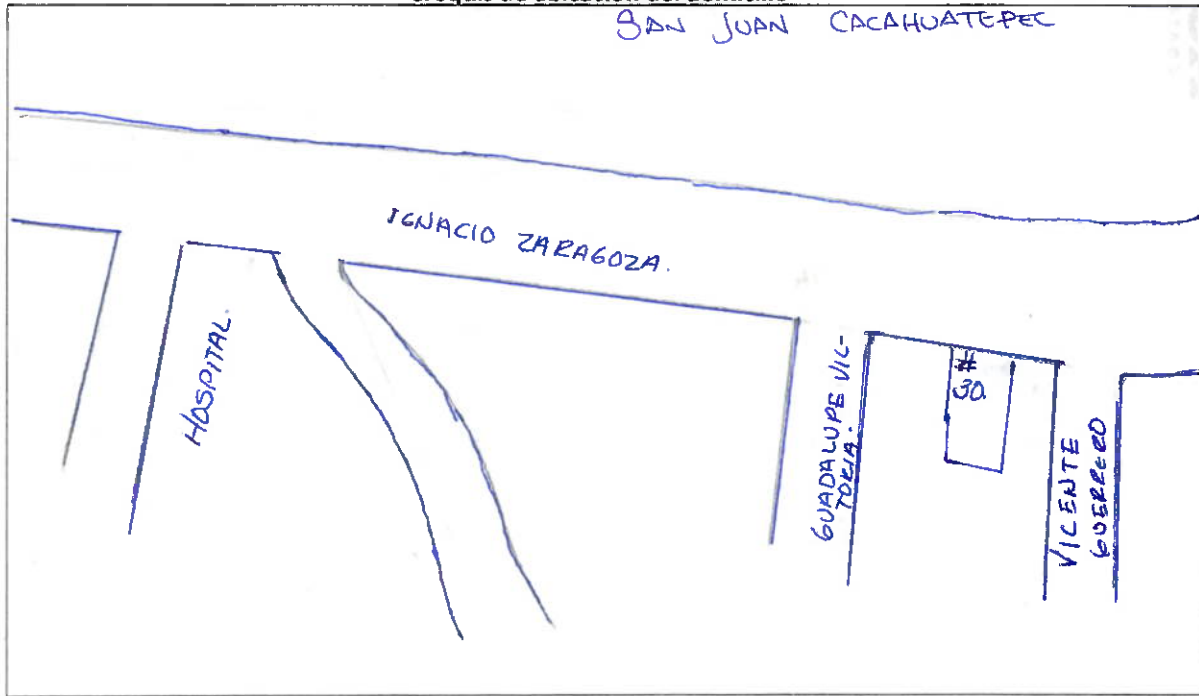 SAN JUAN CACAHUATEPEC
IGNACIO ZARAGOZA.
HOSPITAL.
GUADALUPE VIC-
TORIA.
#
30.
VICENTE
GUERRERO